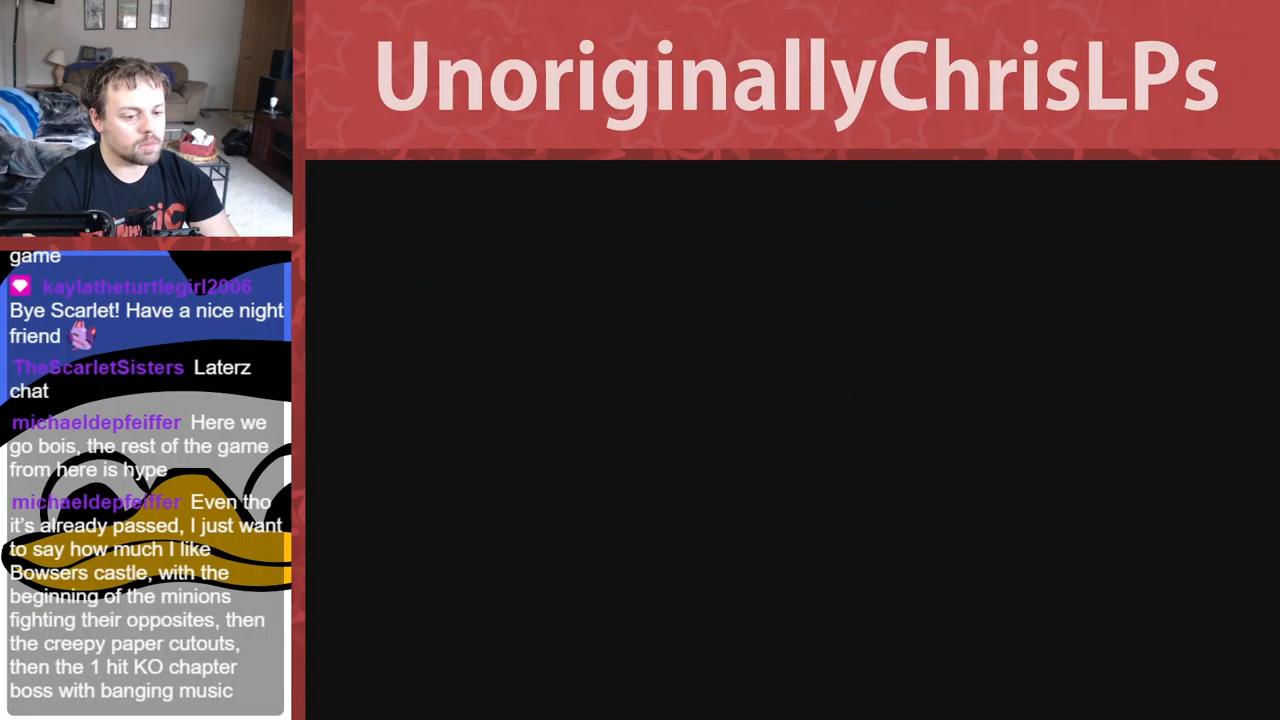 UnoriginallyChrisLPs
game
kaylatheturtlegirl2006
Bye Scarlet! Have a nice night
friend
TheScarletSisters Laterz
chat
michaeldepfeiffer Here we
go bois, the rest of the game
from here is hype
michaeldepfeiffer Even tho
it's already passed, I just want
to say how much I like
Bowsers castle, with the
beginning of the minions
fighting their opposites, then
the creepy paper cutouts,
then the 1 hit KO chapter
boss with banging music